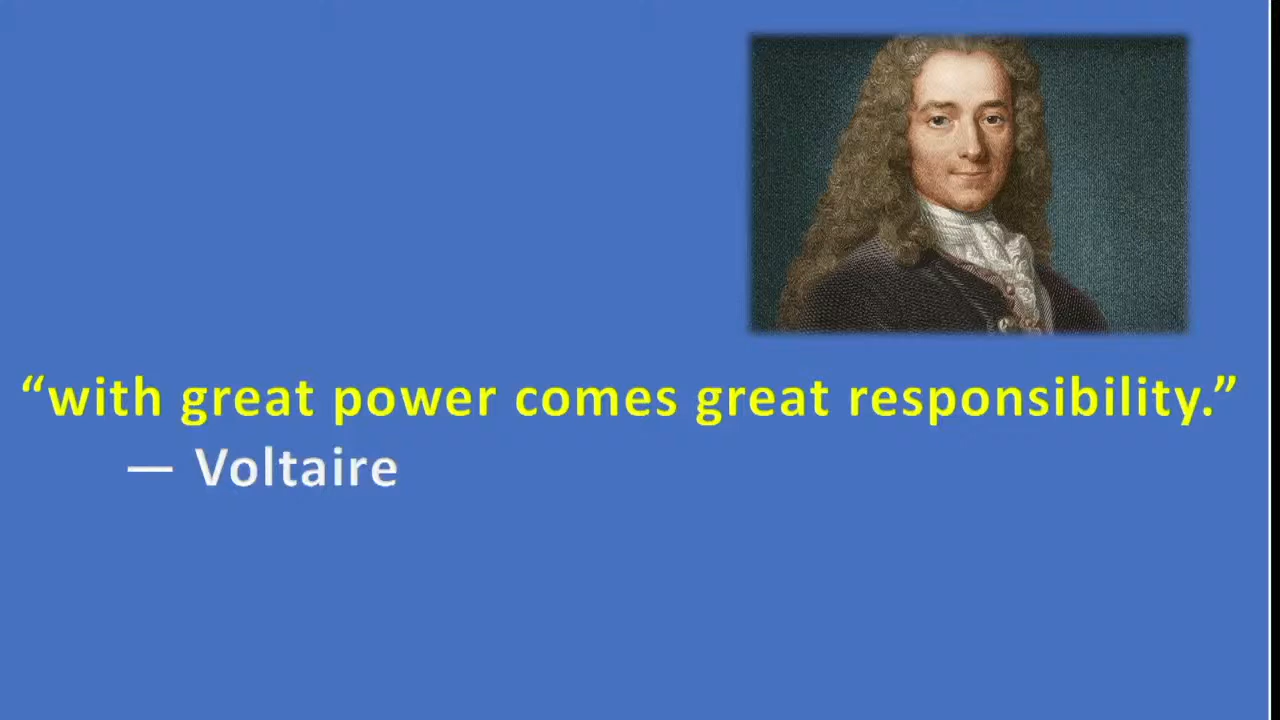 “with great power comes great responsibility.”
— Voltaire